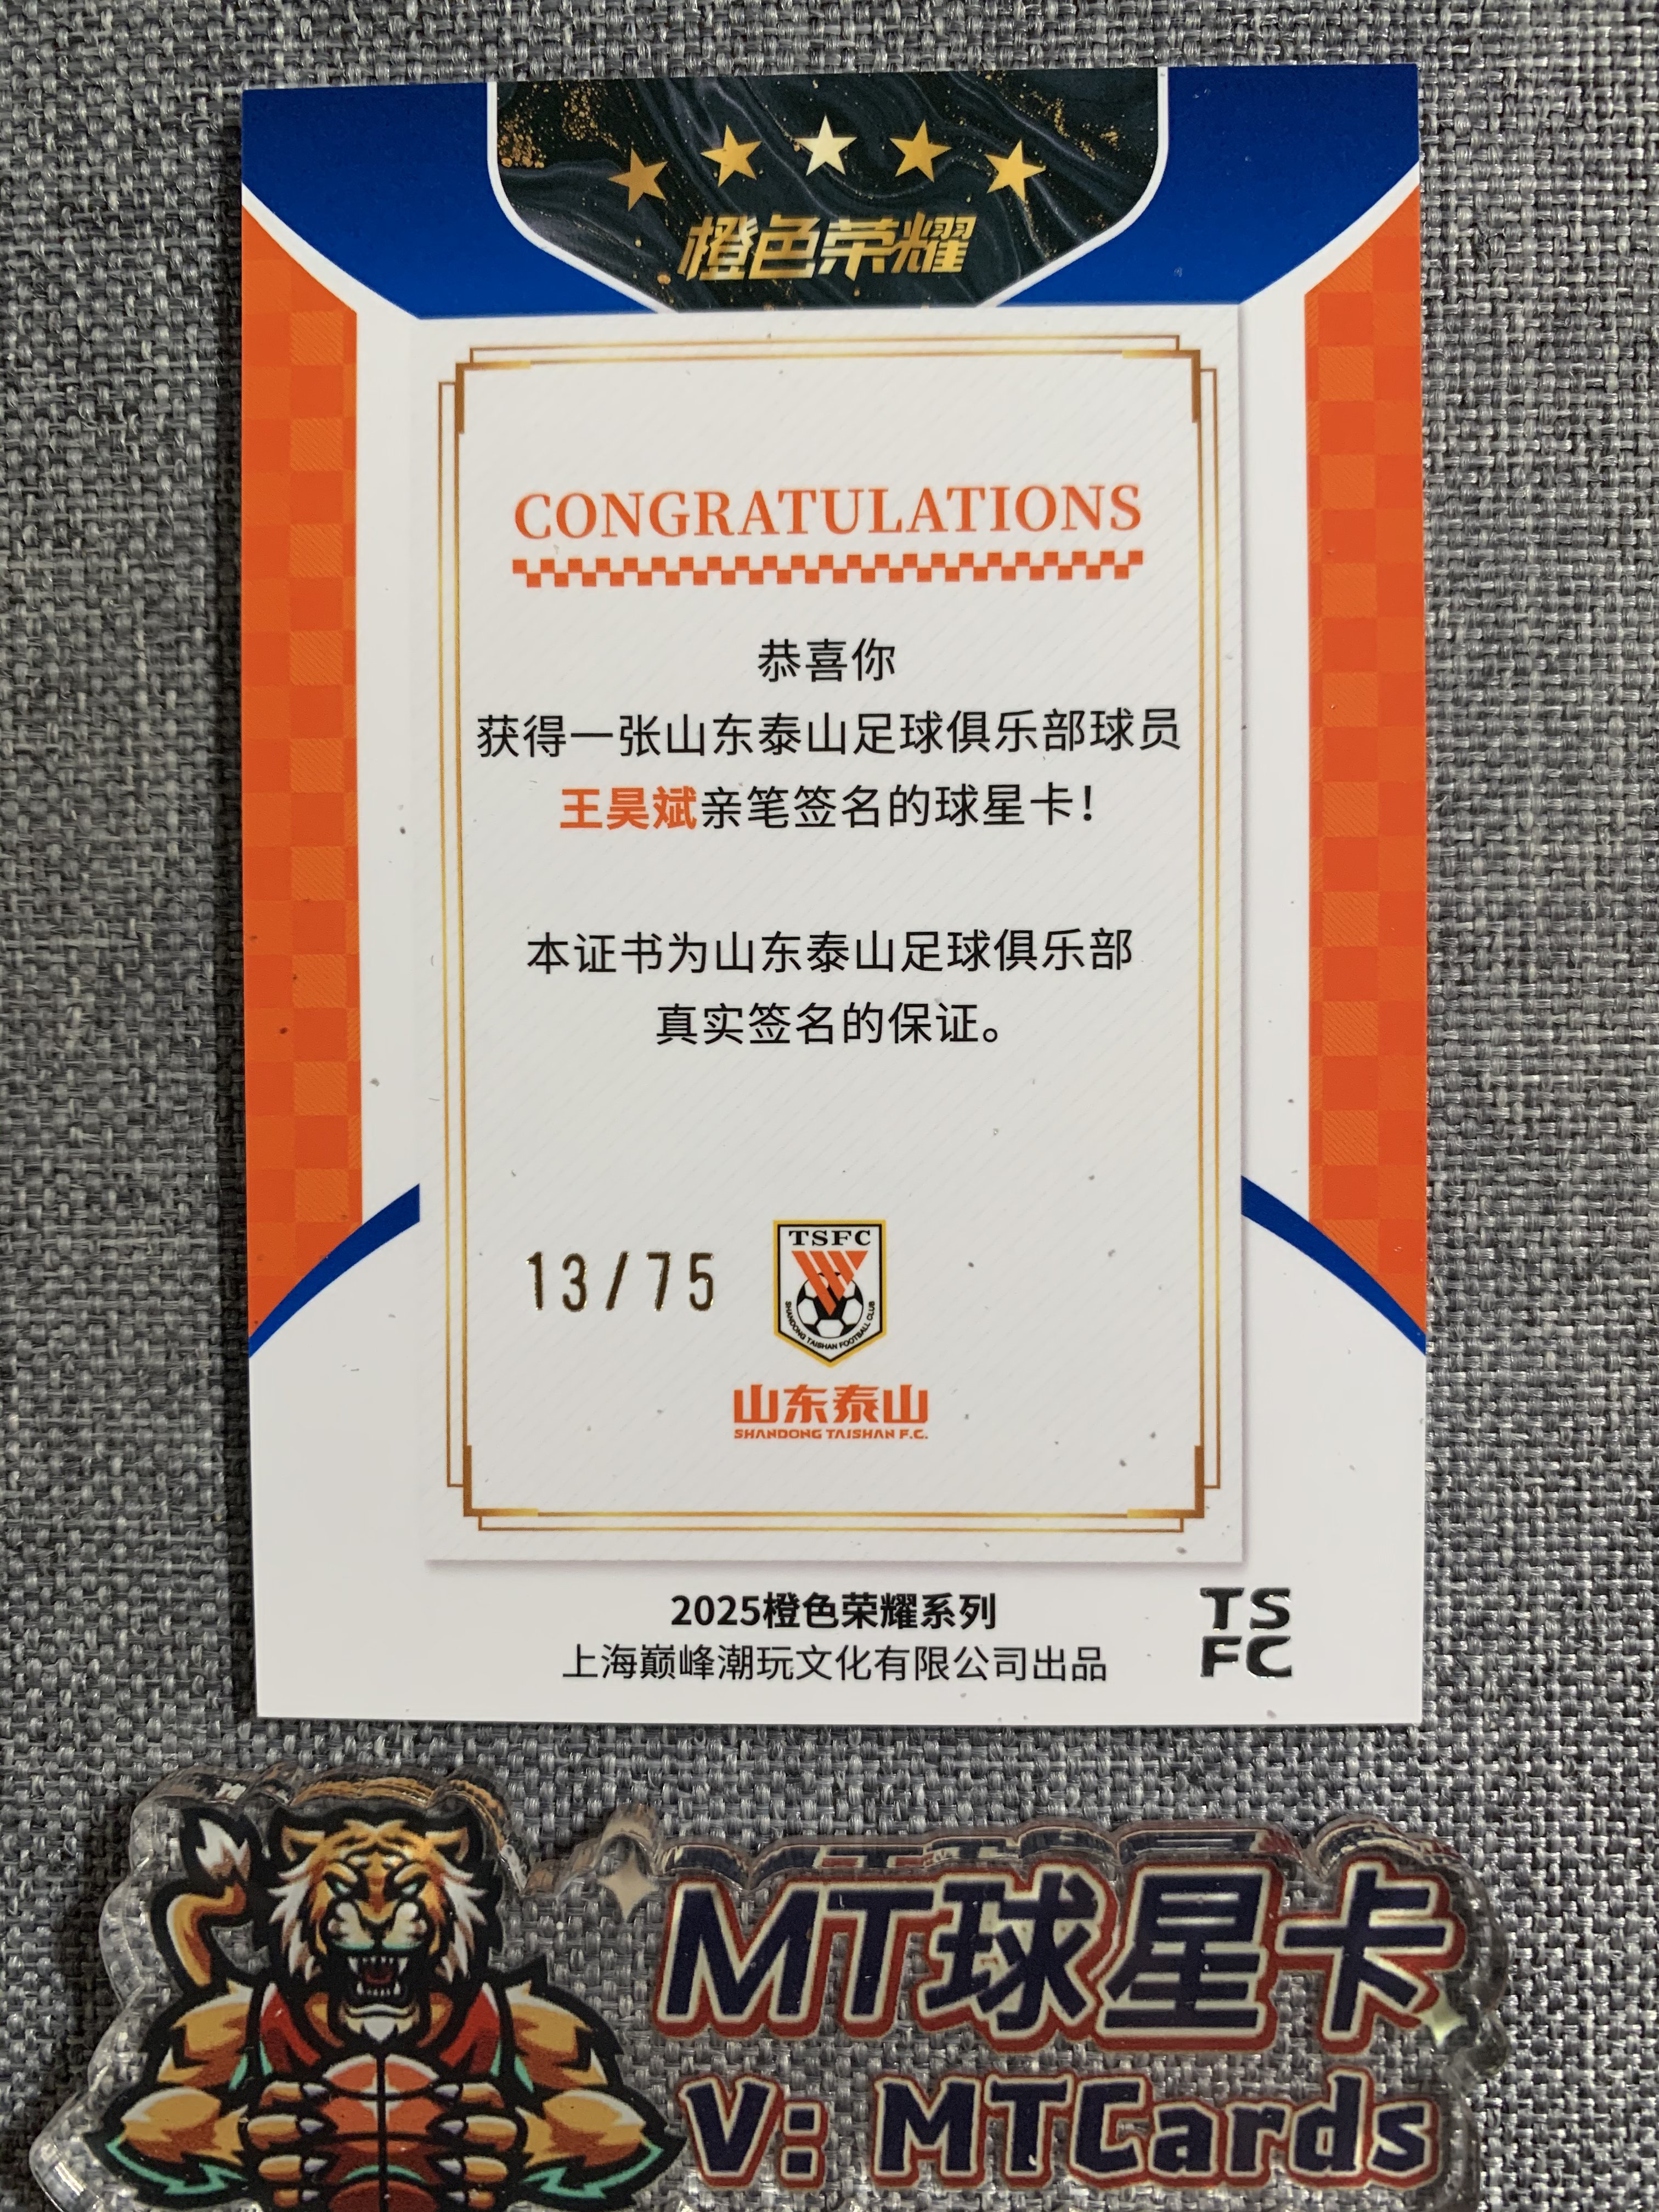 橙色荣耀
CONGRATULATIONS
恭喜你
获得一张山东泰山足球俱乐部球员
王昊斌亲笔签名的球星卡！
本证书为山东泰山足球俱乐部
真实签名的保证。
13/75
TSFC
SHANDONG TAISHAN FOOTBALL CLUB
山东泰山
SHANDONG TAISHAN F.C.
2025橙色荣耀系列
上海巅峰潮玩文化有限公司出品
TS
FC
MT球星卡
V: MTCards